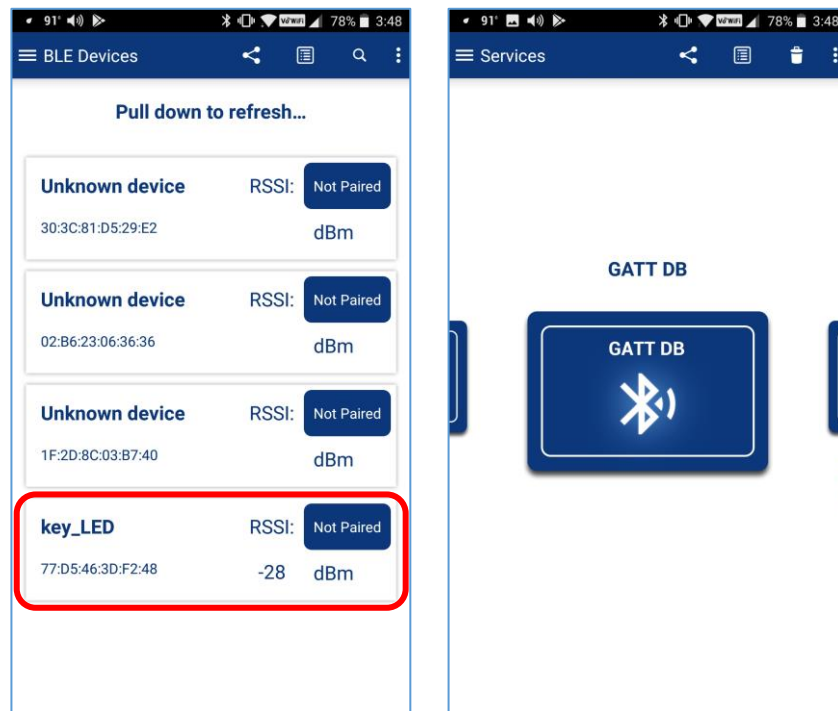 91° 78% 3:48
BLE Devices
Pull down to refresh...
Unknown device RSSI: Not Paired
30:3C:81:D5:29:E2 dBm
Unknown device RSSI: Not Paired
02:B6:23:06:36:36 dBm
Unknown device RSSI: Not Paired
1F:2D:8C:03:B7:40 dBm
key_LED RSSI: Not Paired
77:D5:46:3D:F2:48 -28 dBm
91° 78% 3:48
Services
GATT DB
GATT DB